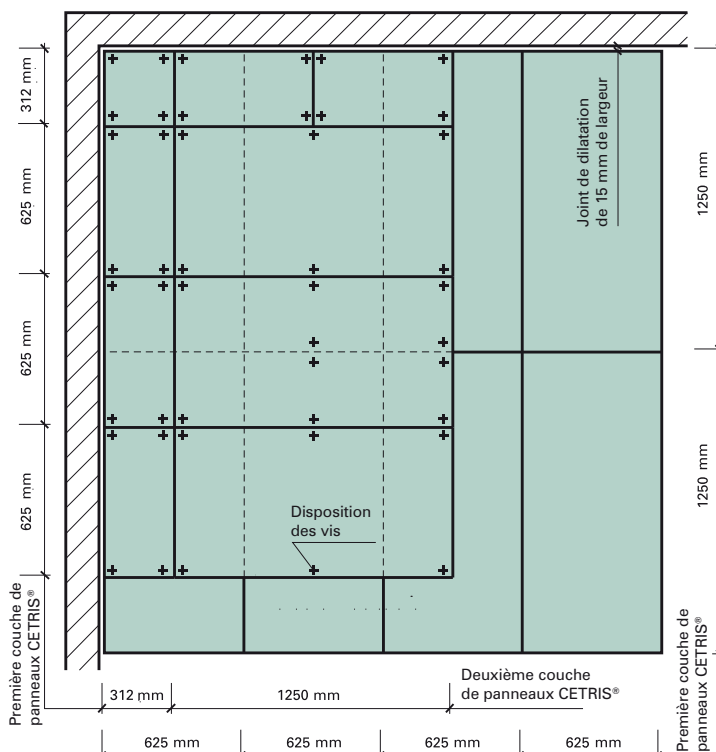 312 mm
625 mm
625 mm
625 mm
Joint de dilatation
de 15 mm de largeur
1250 mm
1250 mm
Disposition
des vis
Première couche de
panneaux CETRIS®
312 mm
1250 mm
Deuxième couche
de panneaux CETRIS®
Première couche de
panneaux CETRIS®
625 mm
625 mm
625 mm
625 mm